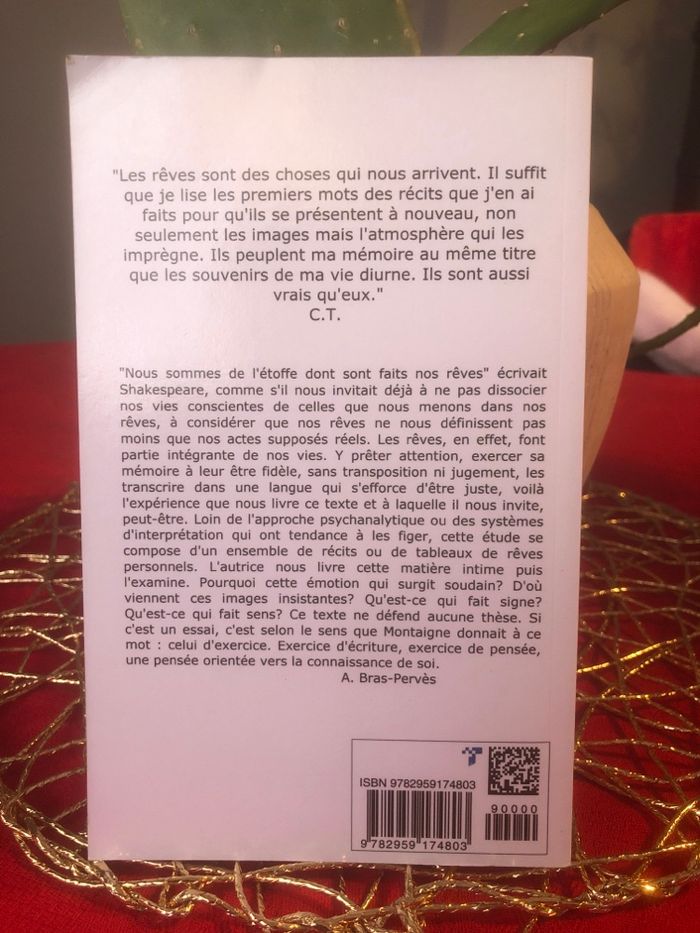 "Les rêves sont des choses qui nous arrivent. Il suffit
que je lise les premiers mots des récits que j'en ai
faits pour qu'ils se présentent à nouveau, non
seulement les images mais l'atmosphère qui les
imprègne. Ils peuplent ma mémoire au même titre
que les souvenirs de ma vie diurne. Ils sont aussi
vrais qu'eux."
C.T.
"Nous sommes de l'étoffe dont sont faits nos rêves" écrivait
Shakespeare, comme s'il nous invitait déjà à ne pas dissocier
nos vies conscientes de celles que nous menons dans nos
rêves, à considérer que nos rêves ne nous définissent pas
moins que nos actes supposés réels. Les rêves, en effet, font
partie intégrante de nos vies. Y prêter attention, exercer sa
mémoire à leur être fidèle, sans transposition ni jugement, les
transcrire dans une langue qui s'efforce d'être juste, voilà
l'expérience que nous livre ce texte et à laquelle il nous invite,
peut-être. Loin de l'approche psychanalytique ou des systèmes
d'interprétation qui ont tendance à les figer, cette étude se
compose d'un ensemble de récits ou de tableaux de rêves
personnels. L'autrice nous livre cette matière intime puis
l'examine. Pourquoi cette émotion qui surgit soudain? D'où
viennent ces images insistantes? Qu'est-ce qui fait signe?
Qu'est-ce qui fait sens? Ce texte ne défend aucune thèse. Si
c'est un essai, c'est selon le sens que Montaigne donnait à ce
mot : celui d'exercice. Exercice d'écriture, exercice de pensée,
une pensée orientée vers la connaissance de soi.
A. Bras-Pervès
ISBN 9782959174803
90000
9 782959 174803